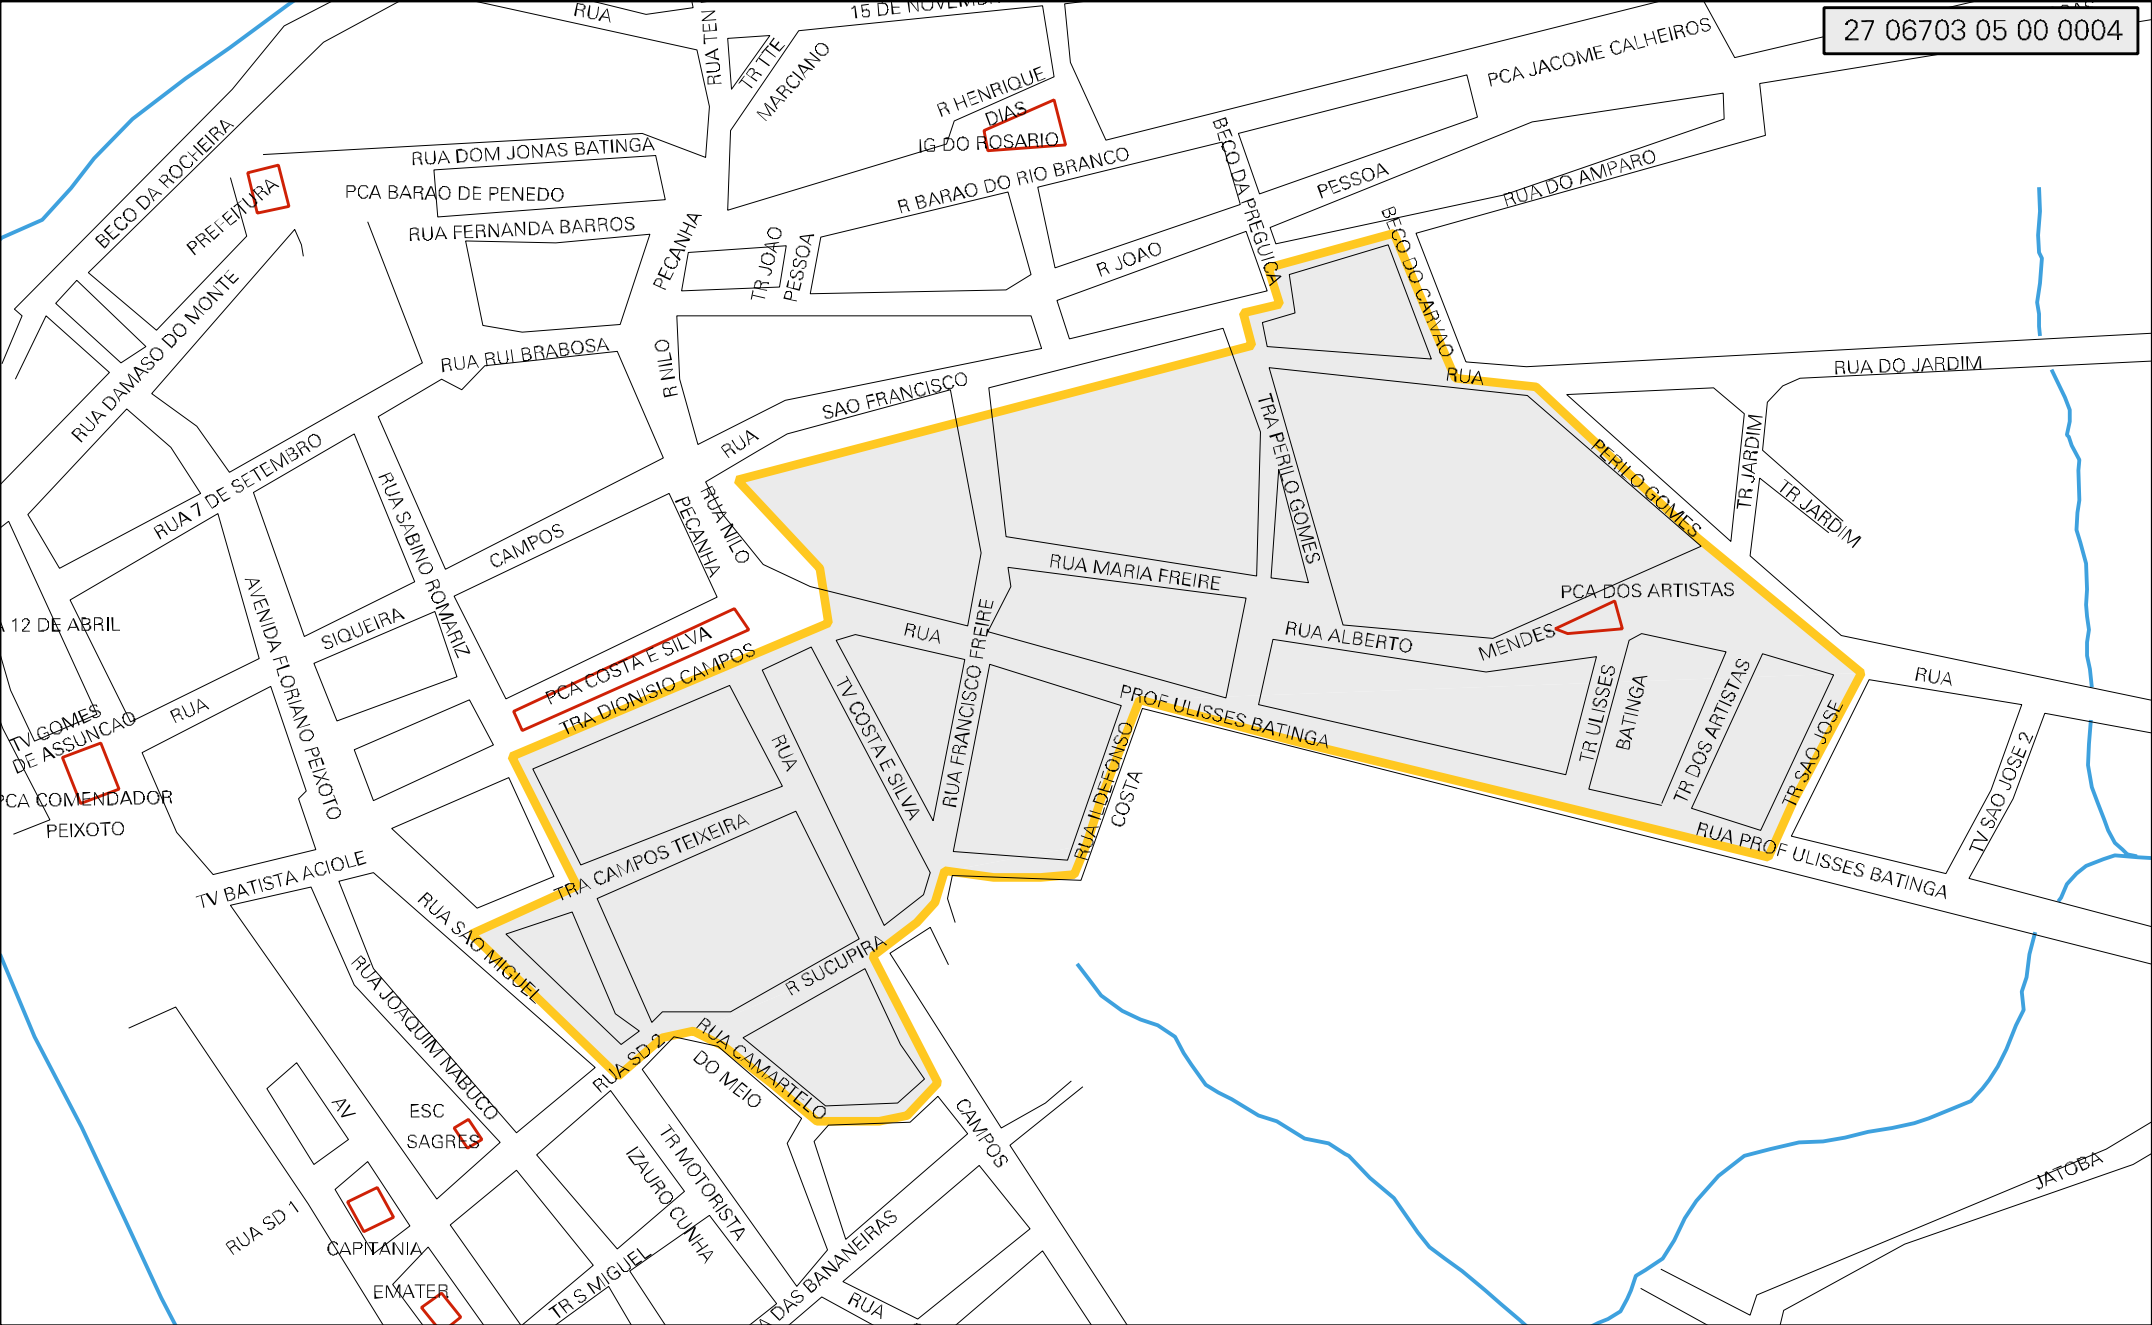 RUA
RUA TEN
15 DE NOVEMB
27 06703 05 00 0004
TR TTE
MARCIANO
PCA JACOME CALHEIROS
R HENRIQUE
DIAS
IG DO ROSARIO
BECO DA ROCHEIRA
RUA DOM JONAS BATINGA
PCA BARAO DE PENEDO
PREFEITURA
RUA FERNANDA BARROS
R BARAO DO RIO BRANCO
BECO DA PREGUICA
PESSOA
RUA DO AMPARO
PECANHA
TR JOAO
PESSOA
R JOAO
BECO DO CARVAO
RUA DAMASO DO MONTE
RUA RUI BRABOSA
R NILO
SAO FRANCISCO
RUA
RUA
RUA DO JARDIM
RUA 7 DE SETEMBRO
RUA SABINO ROMARIZ
TRA PERILO GOMES
PERILO GOMES
TR JARDIM
TR JARDIM
CAMPOS
PECANHA
RUA NILO
RUA MARIA FREIRE
PCA DOS ARTISTAS
A 12 DE ABRIL
AVENIDA FLORIANO PEIXOTO
SIQUEIRA
RUA
RUA FRANCISCO FREIRE
RUA ALBERTO
MENDES
PCA COSTA E SILVA
TRA DIONISIO CAMPOS
RUA
RUA
TV COSTA E SILVA
PROF ULISSES BATINGA
TR ULISSES
BATINGA
TR DOS ARTISTAS
TR SAO JOSE
RUA
TV SAO JOSE 2
TV GOMES
DE ASSUNCAO
PCA COMENDADOR
PEIXOTO
RUA ILDEFONSO
COSTA
RUA PROF ULISSES BATINGA
TV BATISTA ACIOLE
TRA CAMPOS TEIXEIRA
RUA SAO MIGUEL
R SUCUPIRA
RUA JOAQUIM NABUCO
RUA SD 2
RUA CAMARTELO
DO MEIO
AV
ESC
SAGRES
CAMPOS
TR MOTORISTA
IZAURO CUNHA
JATOBA
RUA SD 1
CAPITANIA
EMATER
TR S MIGUEL
A DAS BANANEIRAS
RUA